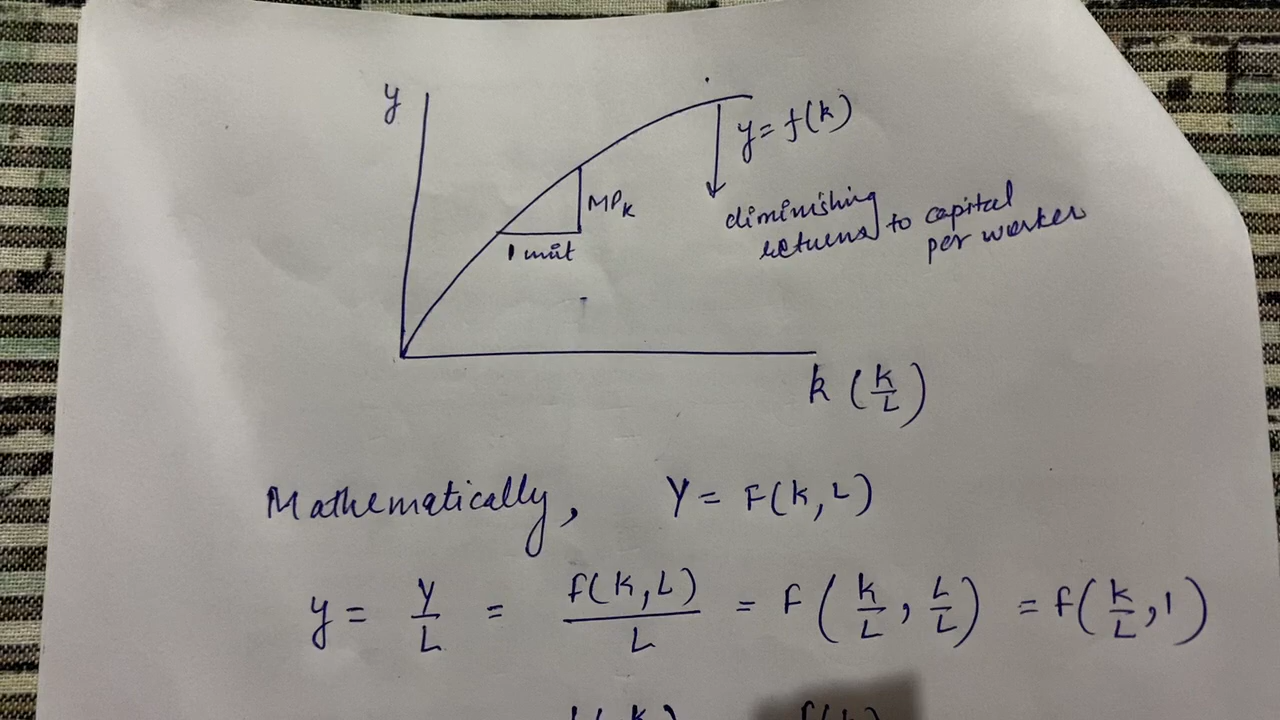 y
y = f(k)
MPK
1 unit
diminishing returns to capital per worker
k (K/L)
Mathematically, Y = F(K, L)
y = Y/L = f(K, L)/L = F(K/L, L/L) = f(K/L, 1)